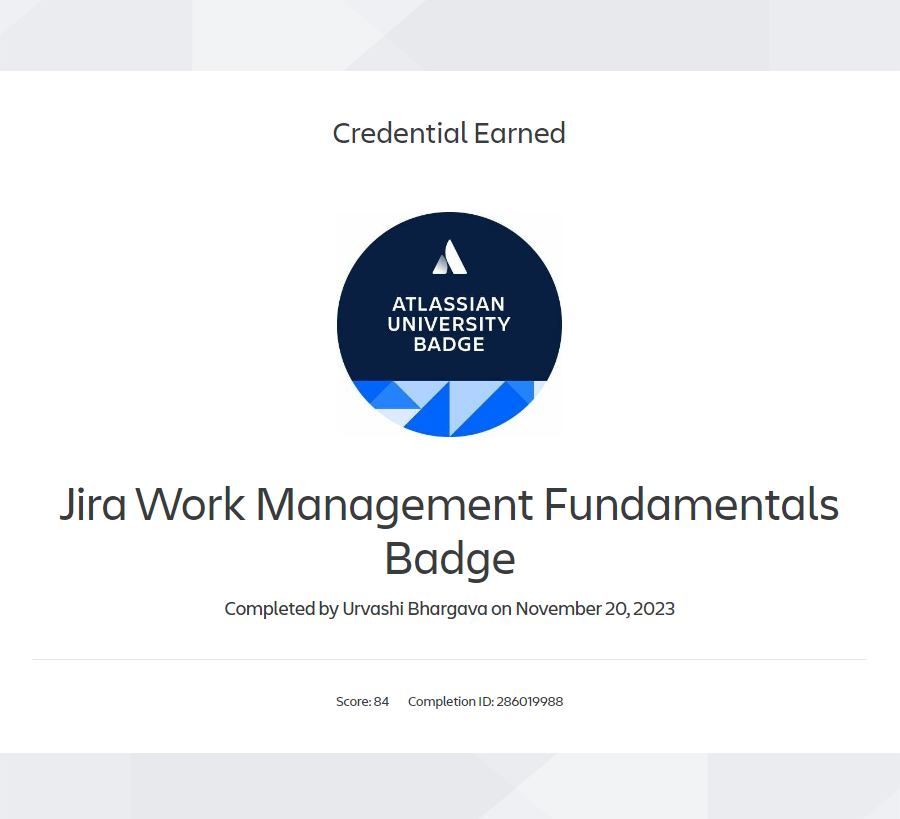 Credential Earned
ATLASSIAN
UNIVERSITY
BADGE
Jira Work Management Fundamentals
Badge
Completed by Urvashi Bhargava on November 20, 2023
Score: 84 Completion ID: 286019988